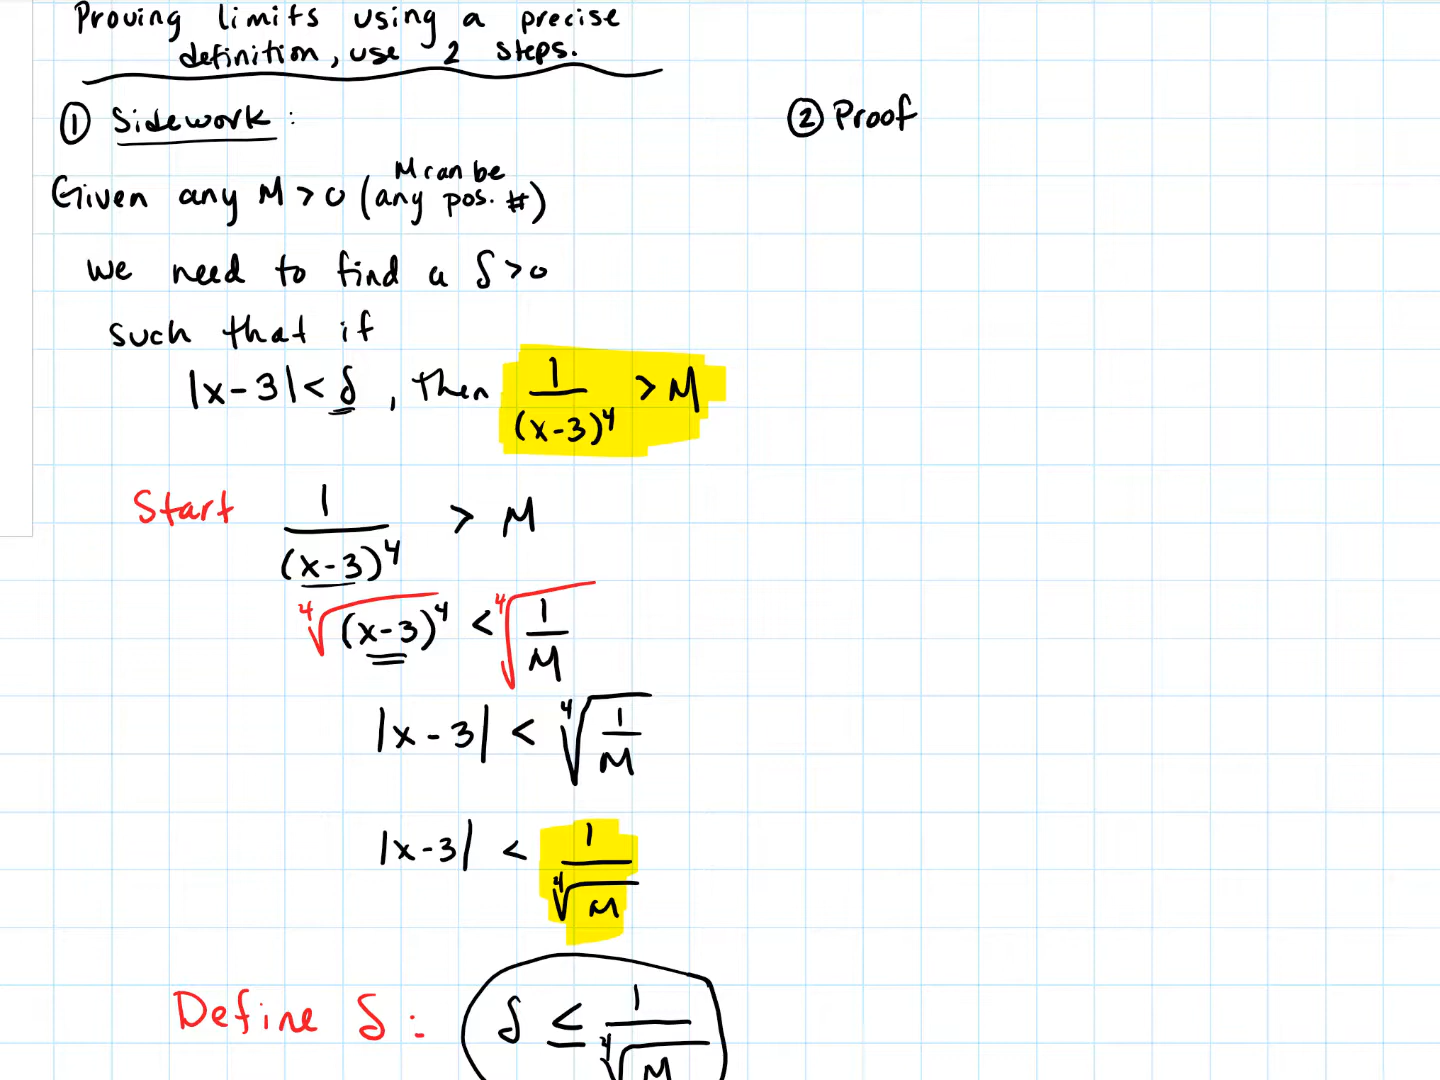 Proving limits using a precise
definition, use 2 steps.
① Sidework:
Given any M > 0 (M can be any pos. #)
we need to find a δ > 0
such that if
|x-3| < δ, then 1/(x-3)⁴ > M
Start 1/(x-3)⁴ > M
⁴√(x-3)⁴ < ⁴√(1/M)
|x-3| < ⁴√(1/M)
|x-3| < 1/⁴√M
Define δ: δ ≤ 1/⁴√M
② Proof